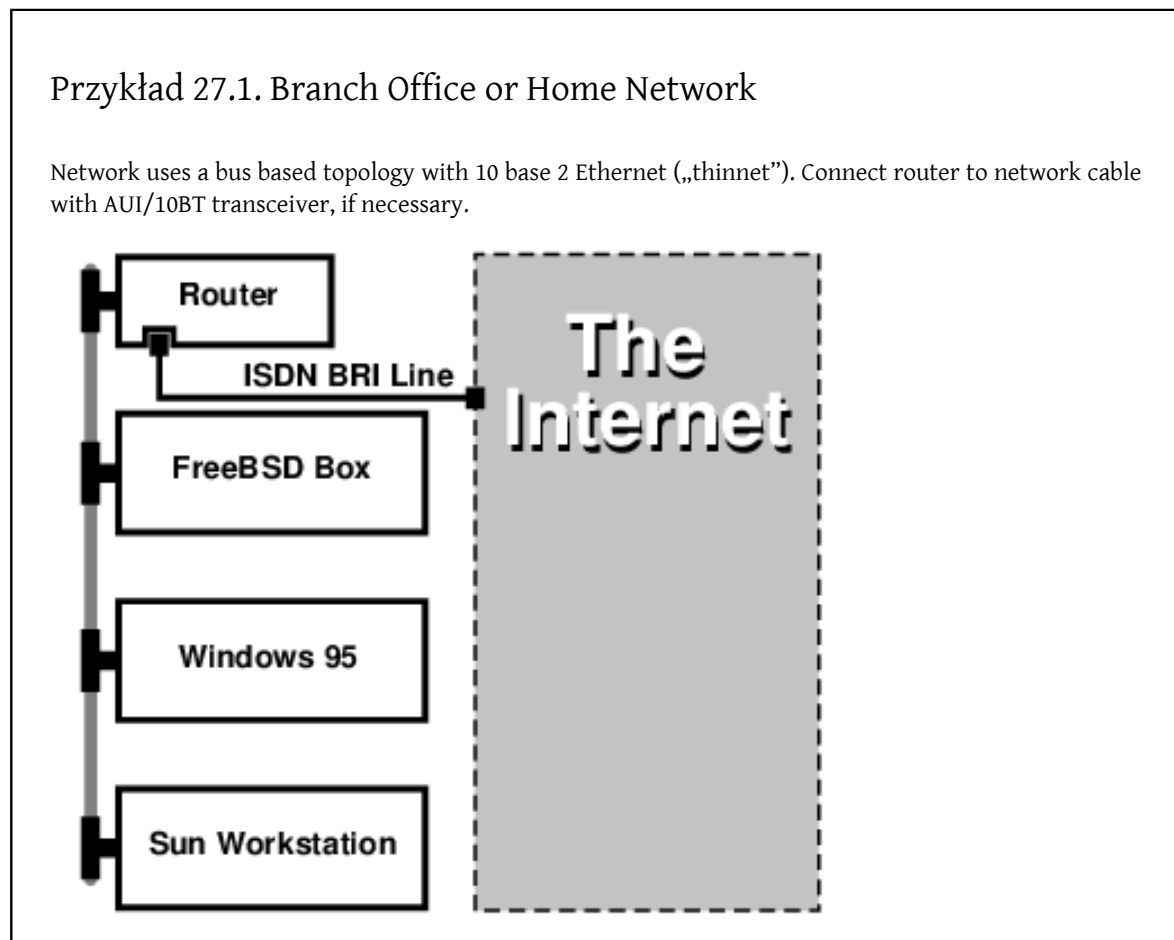 Przykład 27.1. Branch Office or Home Network
Network uses a bus based topology with 10 base 2 Ethernet („thinnet”). Connect router to network cable
with AUI/10BT transceiver, if necessary.
Router
The
Internet
ISDN BRI Line
FreeBSD Box
Windows 95
Sun Workstation